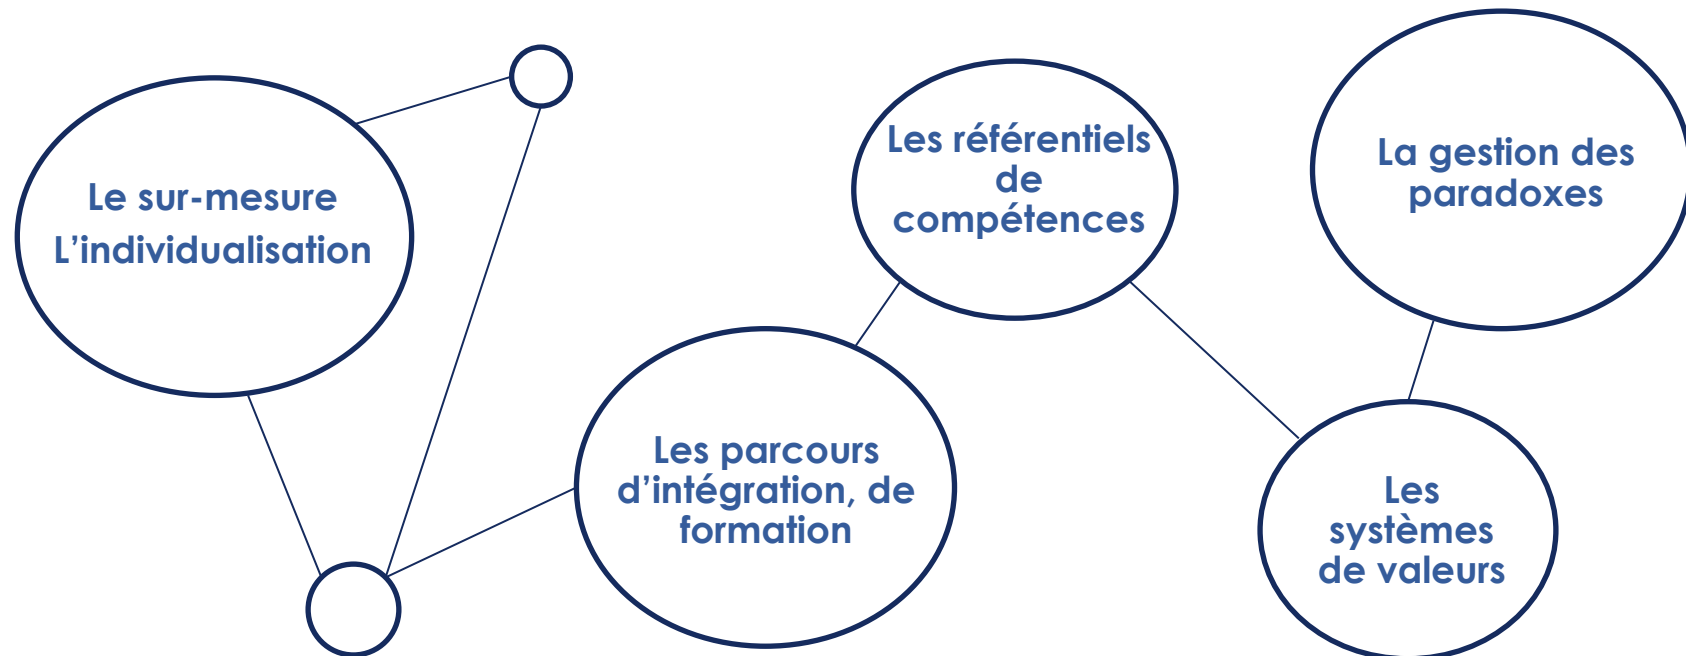 Le sur-mesure
L’individualisation
Les parcours
d’intégration, de
formation
Les référentiels
de
compétences
La gestion des
paradoxes
Les
systèmes
de valeurs